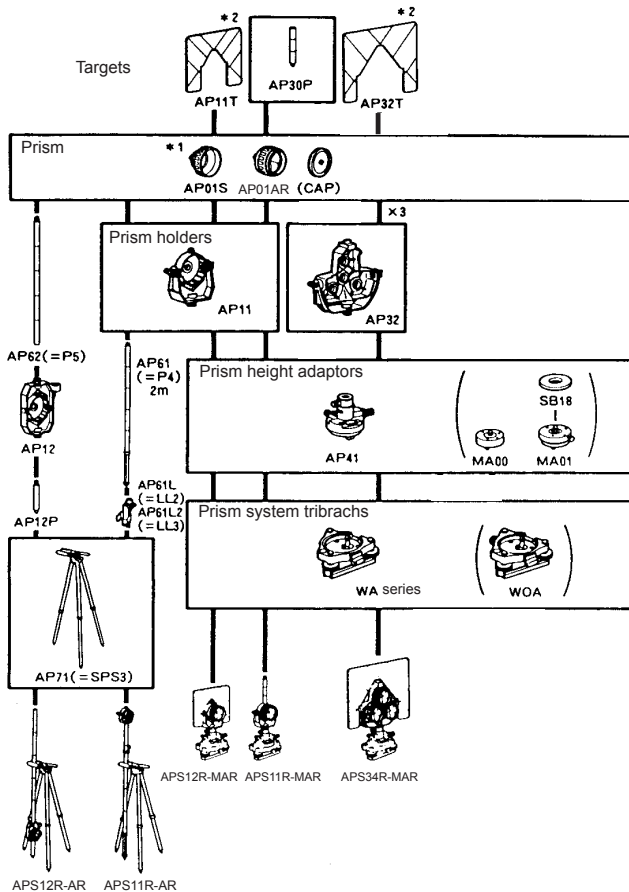 *2
*2
Targets
AP11T
AP30P
AP32T
Prism
*1
AP01S
AP01AR
(CAP)
×3
Prism holders
AP11
AP32
AP62(=P5)
AP61
(=P4)
2m
Prism height adaptors
SB18
AP12
AP41
MA00
MA01
AP61L
(=LL2)
AP12P
AP61L2
(=LL3)
Prism system tribrachs
WA series
WOA
AP71(=SPS3)
APS12R-MAR
APS11R-MAR
APS34R-MAR
APS12R-AR
APS11R-AR